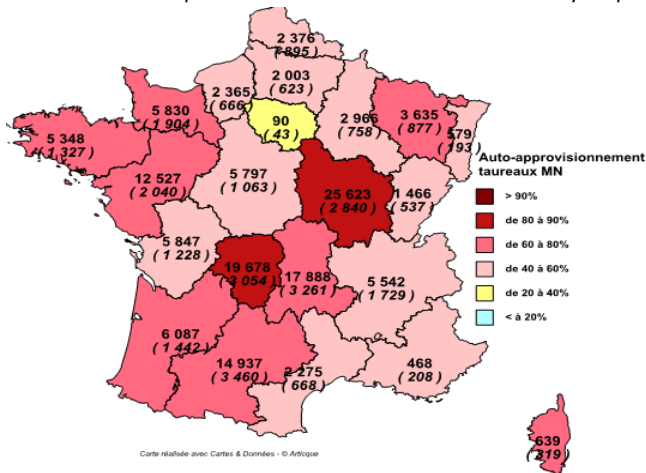 2 376
( 895)
2 003
( 623)
2 365
( 666)
5 830
( 1 904)
90
( 43)
2 966
( 758)
3 635
( 877)
579
( 193)
5 348
( 1 327)
12 527
( 2 040)
5 797
( 1 063)
25 623
( 2 840)
1 466
( 537)
5 847
( 1 228)
19 678
( 3 054)
17 888
( 3 261)
5 542
( 1 729)
6 087
( 1 442)
14 937
( 3 460)
2 275
( 668)
468
( 208)
639
( 219)
Auto-approvisionnement
taureaux MN
> 90%
de 80 à 90%
de 60 à 80%
de 40 à 60%
de 20 à 40%
< à 20%
Carte réalisée avec Cartes & Données - © Articque